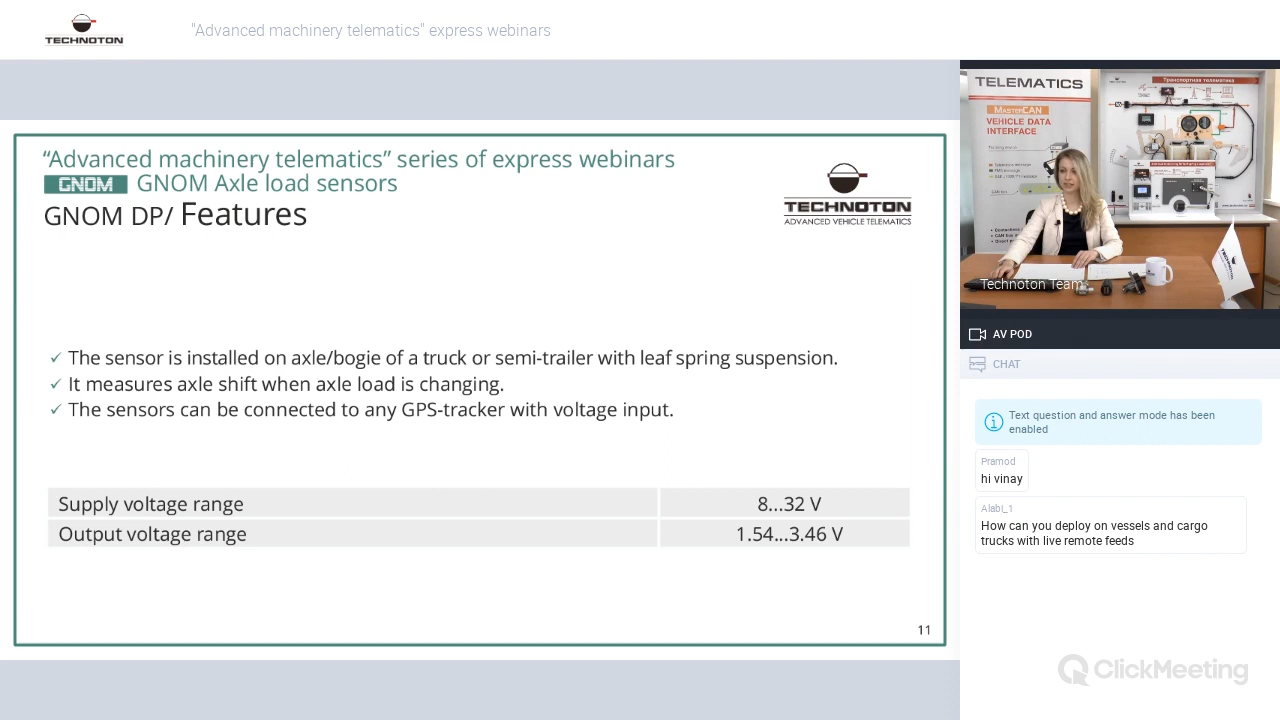 TECHNOTON
"Advanced machinery telematics" express webinars
“Advanced machinery telematics” series of express webinars
GNOM GNOM Axle load sensors
GNOM DP/ Features
TECHNOTON
ADVANCED VEHICLE TELEMATICS
✓ The sensor is installed on axle/bogie of a truck or semi-trailer with leaf spring suspension.
✓ It measures axle shift when axle load is changing.
✓ The sensors can be connected to any GPS-tracker with voltage input.
Supply voltage range 8...32 V
Output voltage range 1.54...3.46 V
11
TELEMATICS
MASTERCAN
VEHICLE DATA
INTERFACE
Транспортная телематика
Technoton Team
AV POD
CHAT
Text question and answer mode has been
enabled
Pramod
hi vinay
Alabi_1
How can you deploy on vessels and cargo
trucks with live remote feeds
ClickMeeting